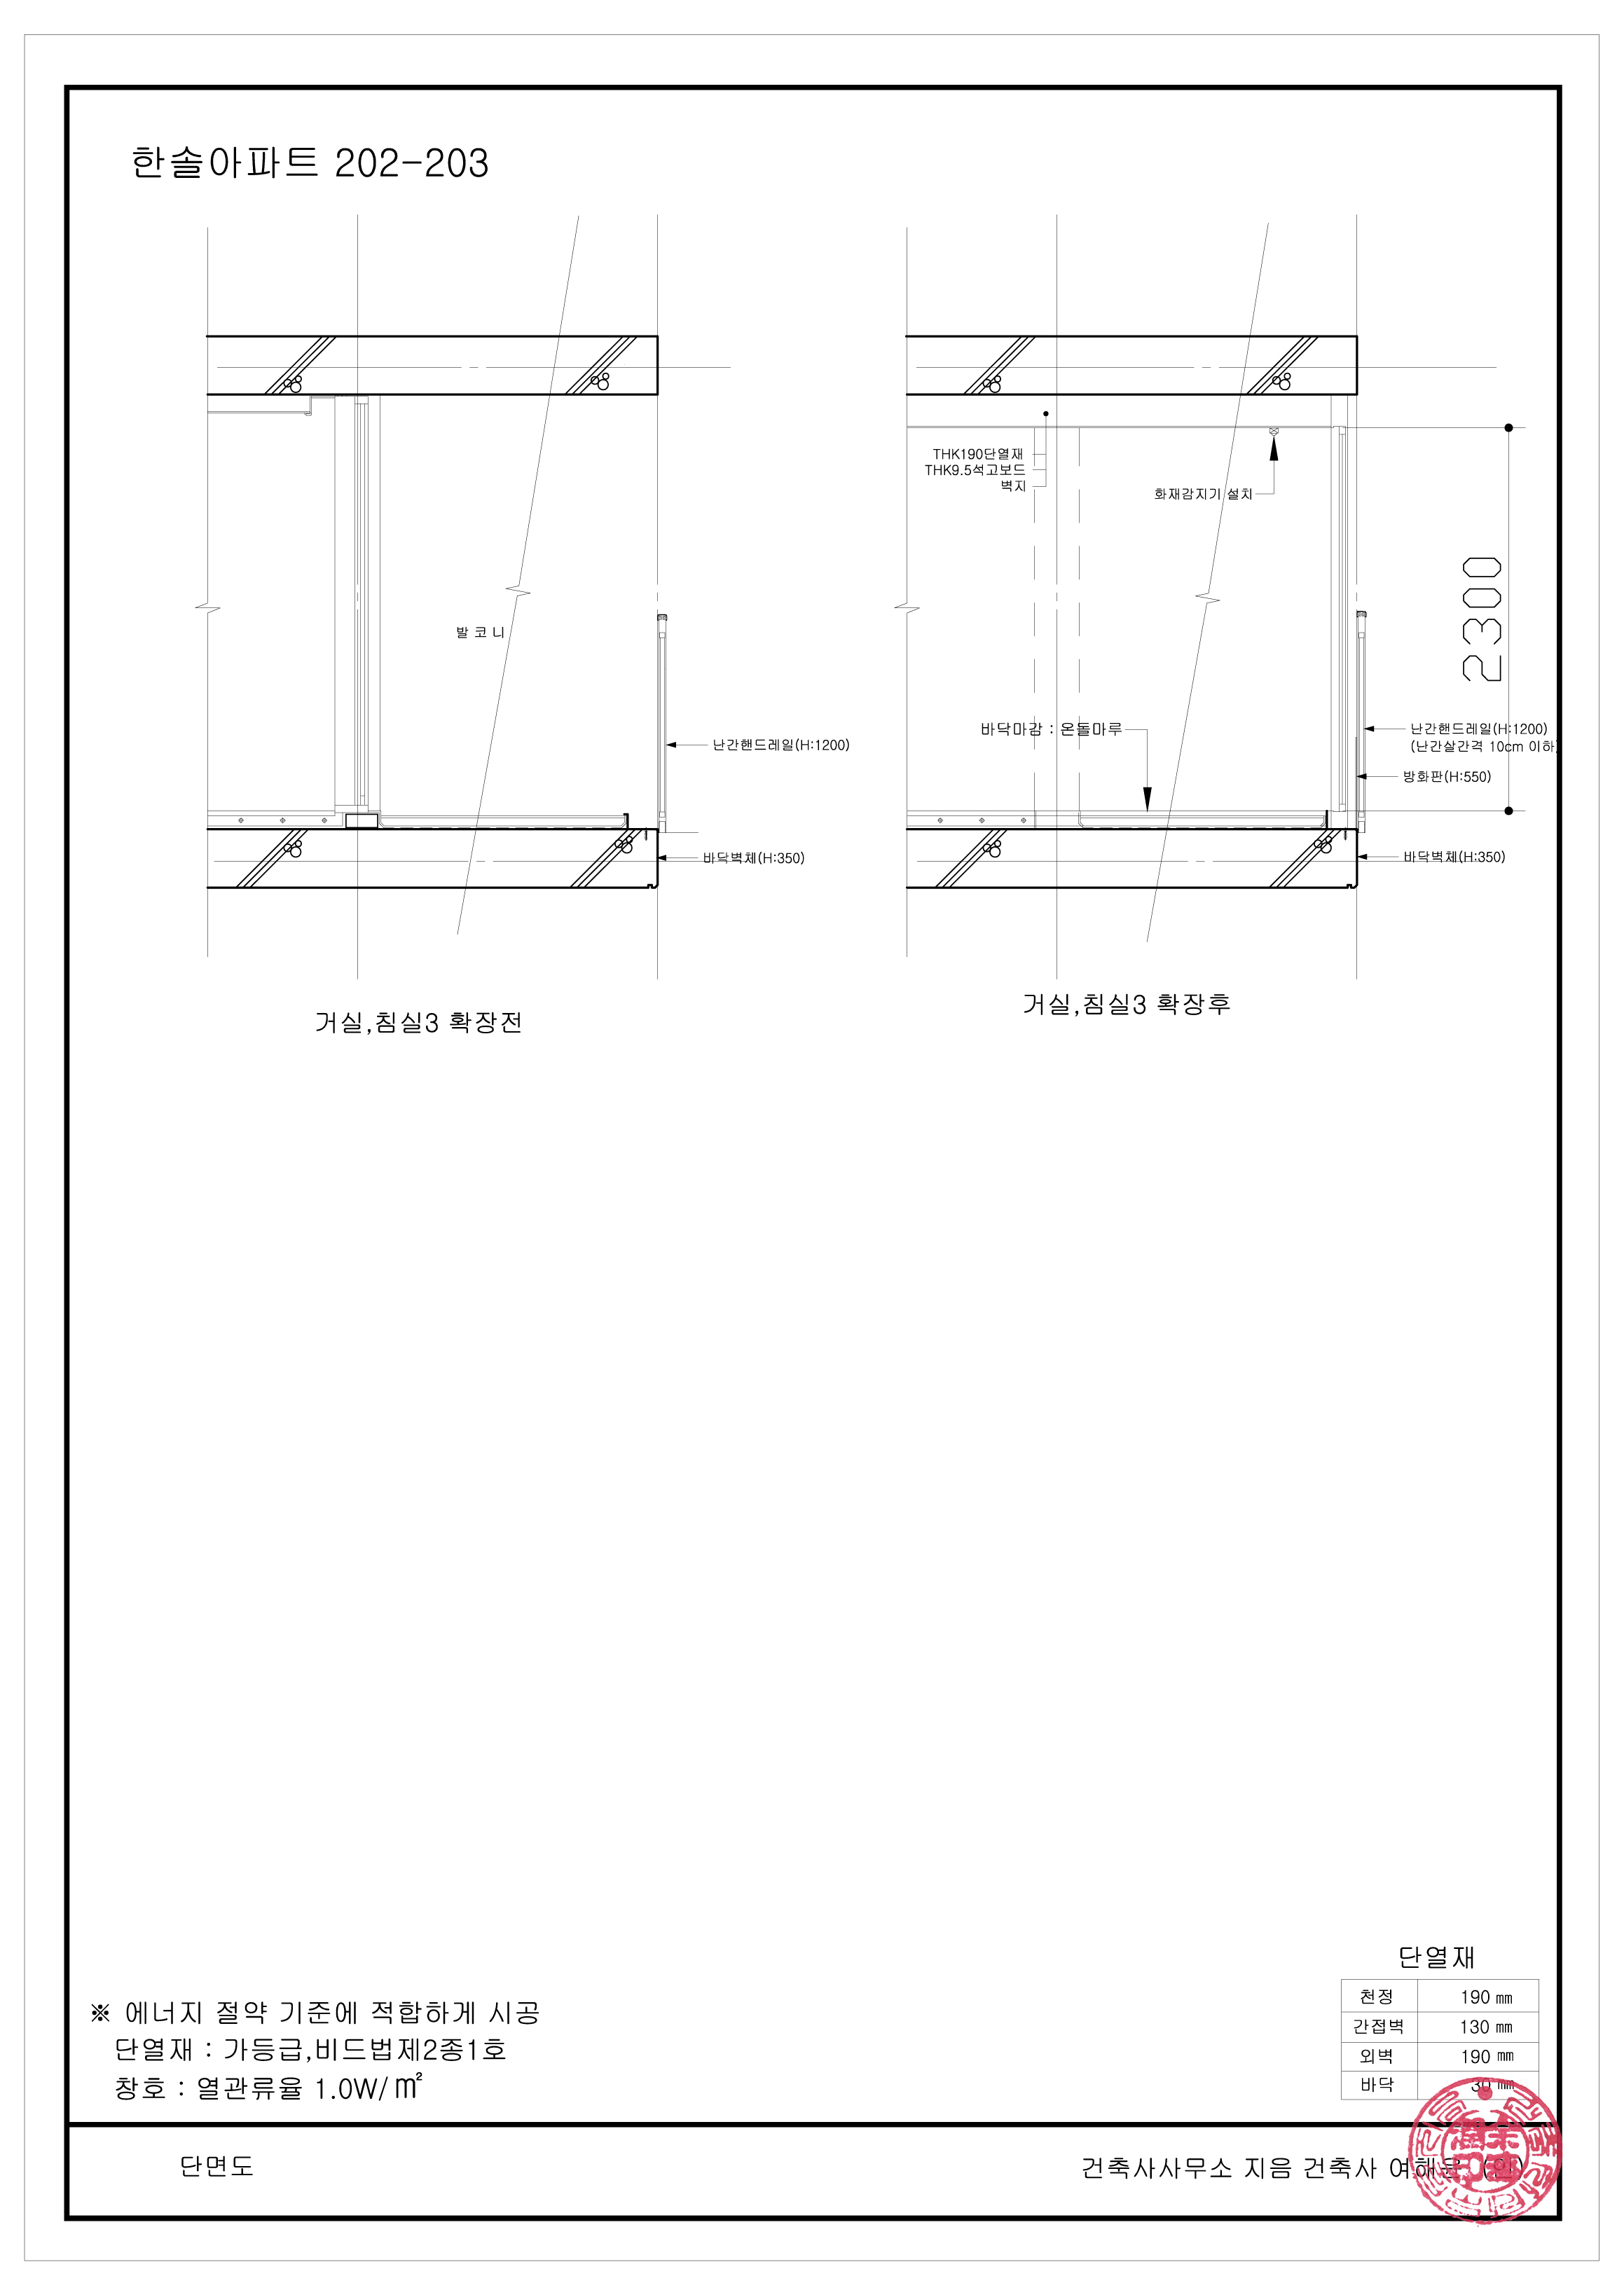 한솔아파트 202-203
발 코 니
난간핸드레일(H:1200)
바닥벽체(H:350)
거실,침실3 확장전
THK190단열재
THK9.5석고보드
벽지
화재감지기 설치
2300
바닥마감 : 온돌마루
난간핸드레일(H:1200)
(난간살간격 10cm 이하)
방화판(H:550)
바닥벽체(H:350)
거실,침실3 확장후
단열재
천정 190 ㎜
간접벽 130 ㎜
외벽 190 ㎜
바닥 30 ㎜
※ 에너지 절약 기준에 적합하게 시공
단열재 : 가등급,비드법제2종1호
창호 : 열관류율 1.0W/㎡
단면도
건축사사무소 지음 건축사 여해 (인)